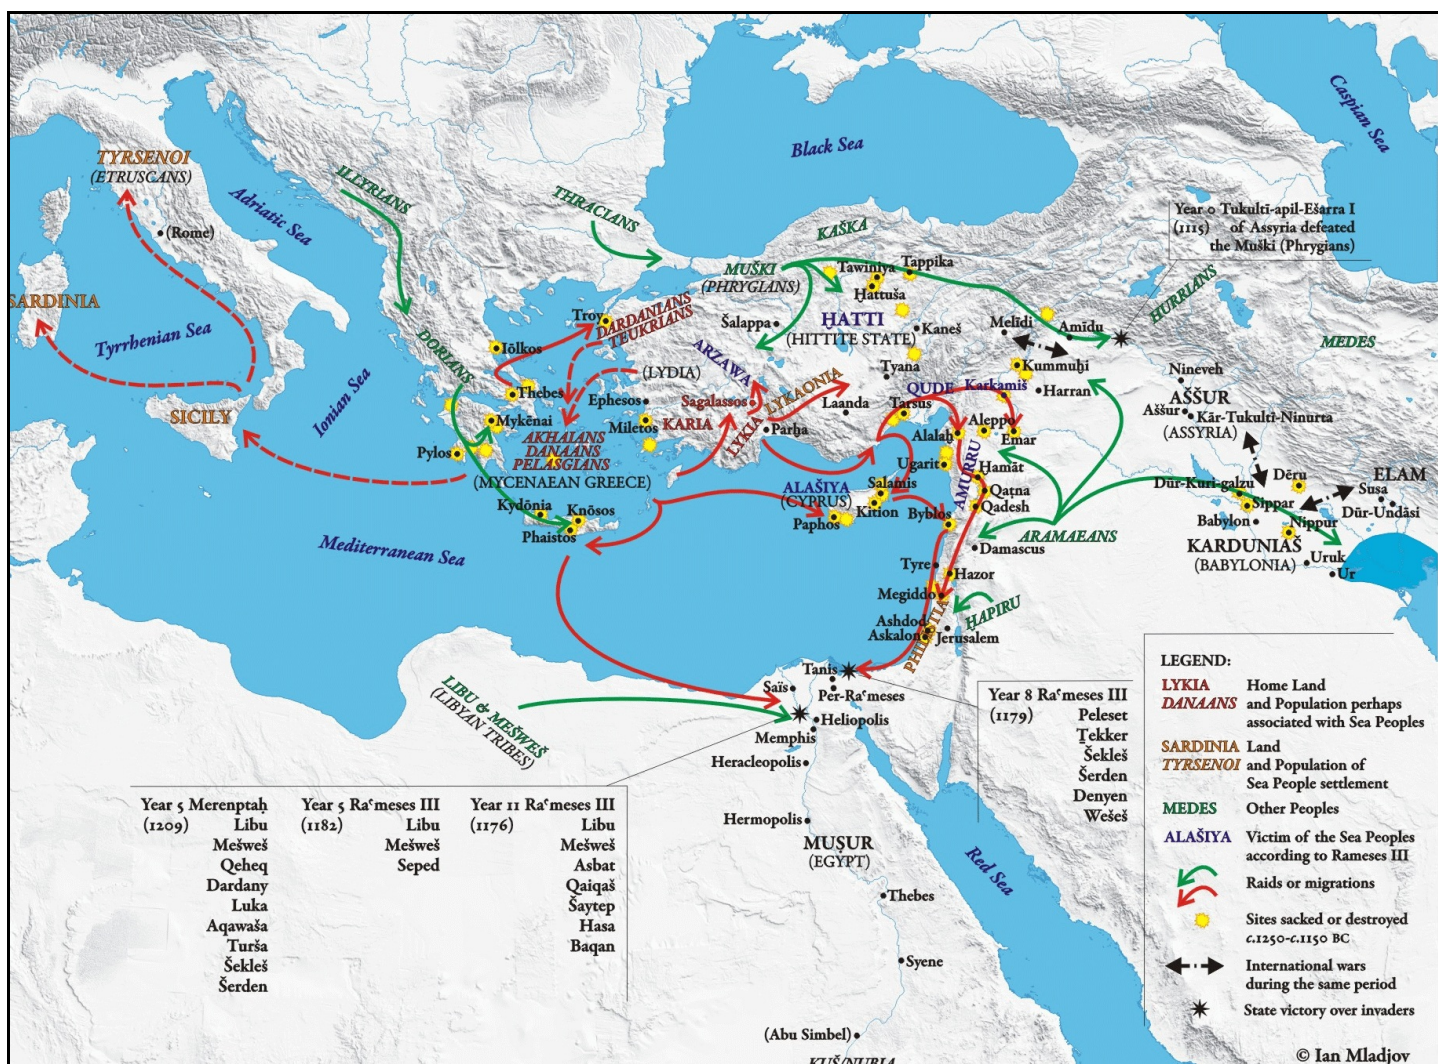 Caspian Sea
Black Sea
TYRSENOI
(ETRUSCANS)
Adriatic Sea
(Rome)
ILLYRIANS
THRACIANS
KAŠKA
Year 0 Tukultī-apil-Ešarra I
(1115) of Assyria defeated
the Muški (Phrygians)
SARDINIA
Tyrrhenian Sea
MUŠKI
(PHRYGIANS)
Tawiniya
Tappika
Ḫattuša
HURRIANS
MEDES
Troy
DARDANIANS
TEUKRIANS
Šalappa
ḪATTI
(HITTITE STATE)
Kaneš
Melīdi
Amīdu
DORIANS
Iōlkos
ARZAWA
Tyana
Kummuḫi
Nineveh
(LYDIA)
Thebes
Ephesos
Sagalassos
LYKAONIA
QUDE
Karkamiš
Harran
Ionian Sea
SICILY
Mykēnai
Miletos
KARIA
LYKIA
Parḫa
Laanda
Tarsus
Aleppo
Emar
Alalaḫ
AŠŠUR
Aššur
Kār-Tukultī-Ninurta
(ASSYRIA)
Pylos
AKHAIANS
DANAANS
PELASGIANS
(MYCENAEAN GREECE)
Ugarit
AMURRU
Hamāt
Qaṭna
Qadesh
ALAŠIYA
(CYPRUS)
Salamis
Kition
Paphos
Byblos
Dēru
ELAM
Susa
Dūr-Undāsi
Dūr-Kuri-galzu
Sippar
Babylon
Nippur
KARDUNIAŠ
(BABYLONIA)
Uruk
Ur
Kydōnia
Knōsos
Phaistos
Mediterranean Sea
ARAMAEANS
Damascus
Tyre
Hazor
Megiddo
ḪAPIRU
Ashdod
Askalon
Jerusalem
PHILISTIA
LIBU & MEŠWEŠ
(LIBYAN TRIBES)
Saïs
Tanis
Per-Raʿmeses
Heliopolis
Memphis
Heracleopolis
Hermopolis
MUṢUR
(EGYPT)
Thebes
Syene
(Abu Simbel)
KUŠ/NUBIA
Red Sea
Year 8 Raʿmeses III
(1179) Peleset
Ṯekker
Šekleš
Šerden
Denyen
Wešeš
Year 5 Merenptaḥ
(1209) Libu
Mešweš
Qeheq
Dardany
Luka
Aqawaša
Turša
Šekleš
Šerden
Year 5 Raʿmeses III
(1182) Libu
Mešweš
Seped
Year 11 Raʿmeses III
(1176) Libu
Mešweš
Asbat
Qaiqaš
Šaytep
Hasa
Baqan
LEGEND:
LYKIA Home Land
DANAANS and Population perhaps
associated with Sea Peoples
SARDINIA Land
TYRSENOI and Population of
Sea People settlement
MEDES Other Peoples
ALAŠIYA Victim of the Sea Peoples
according to Rameses III
Raids or migrations
Sites sacked or destroyed
c.1250-c.1150 BC
International wars
during the same period
State victory over invaders
© Ian Mladjov